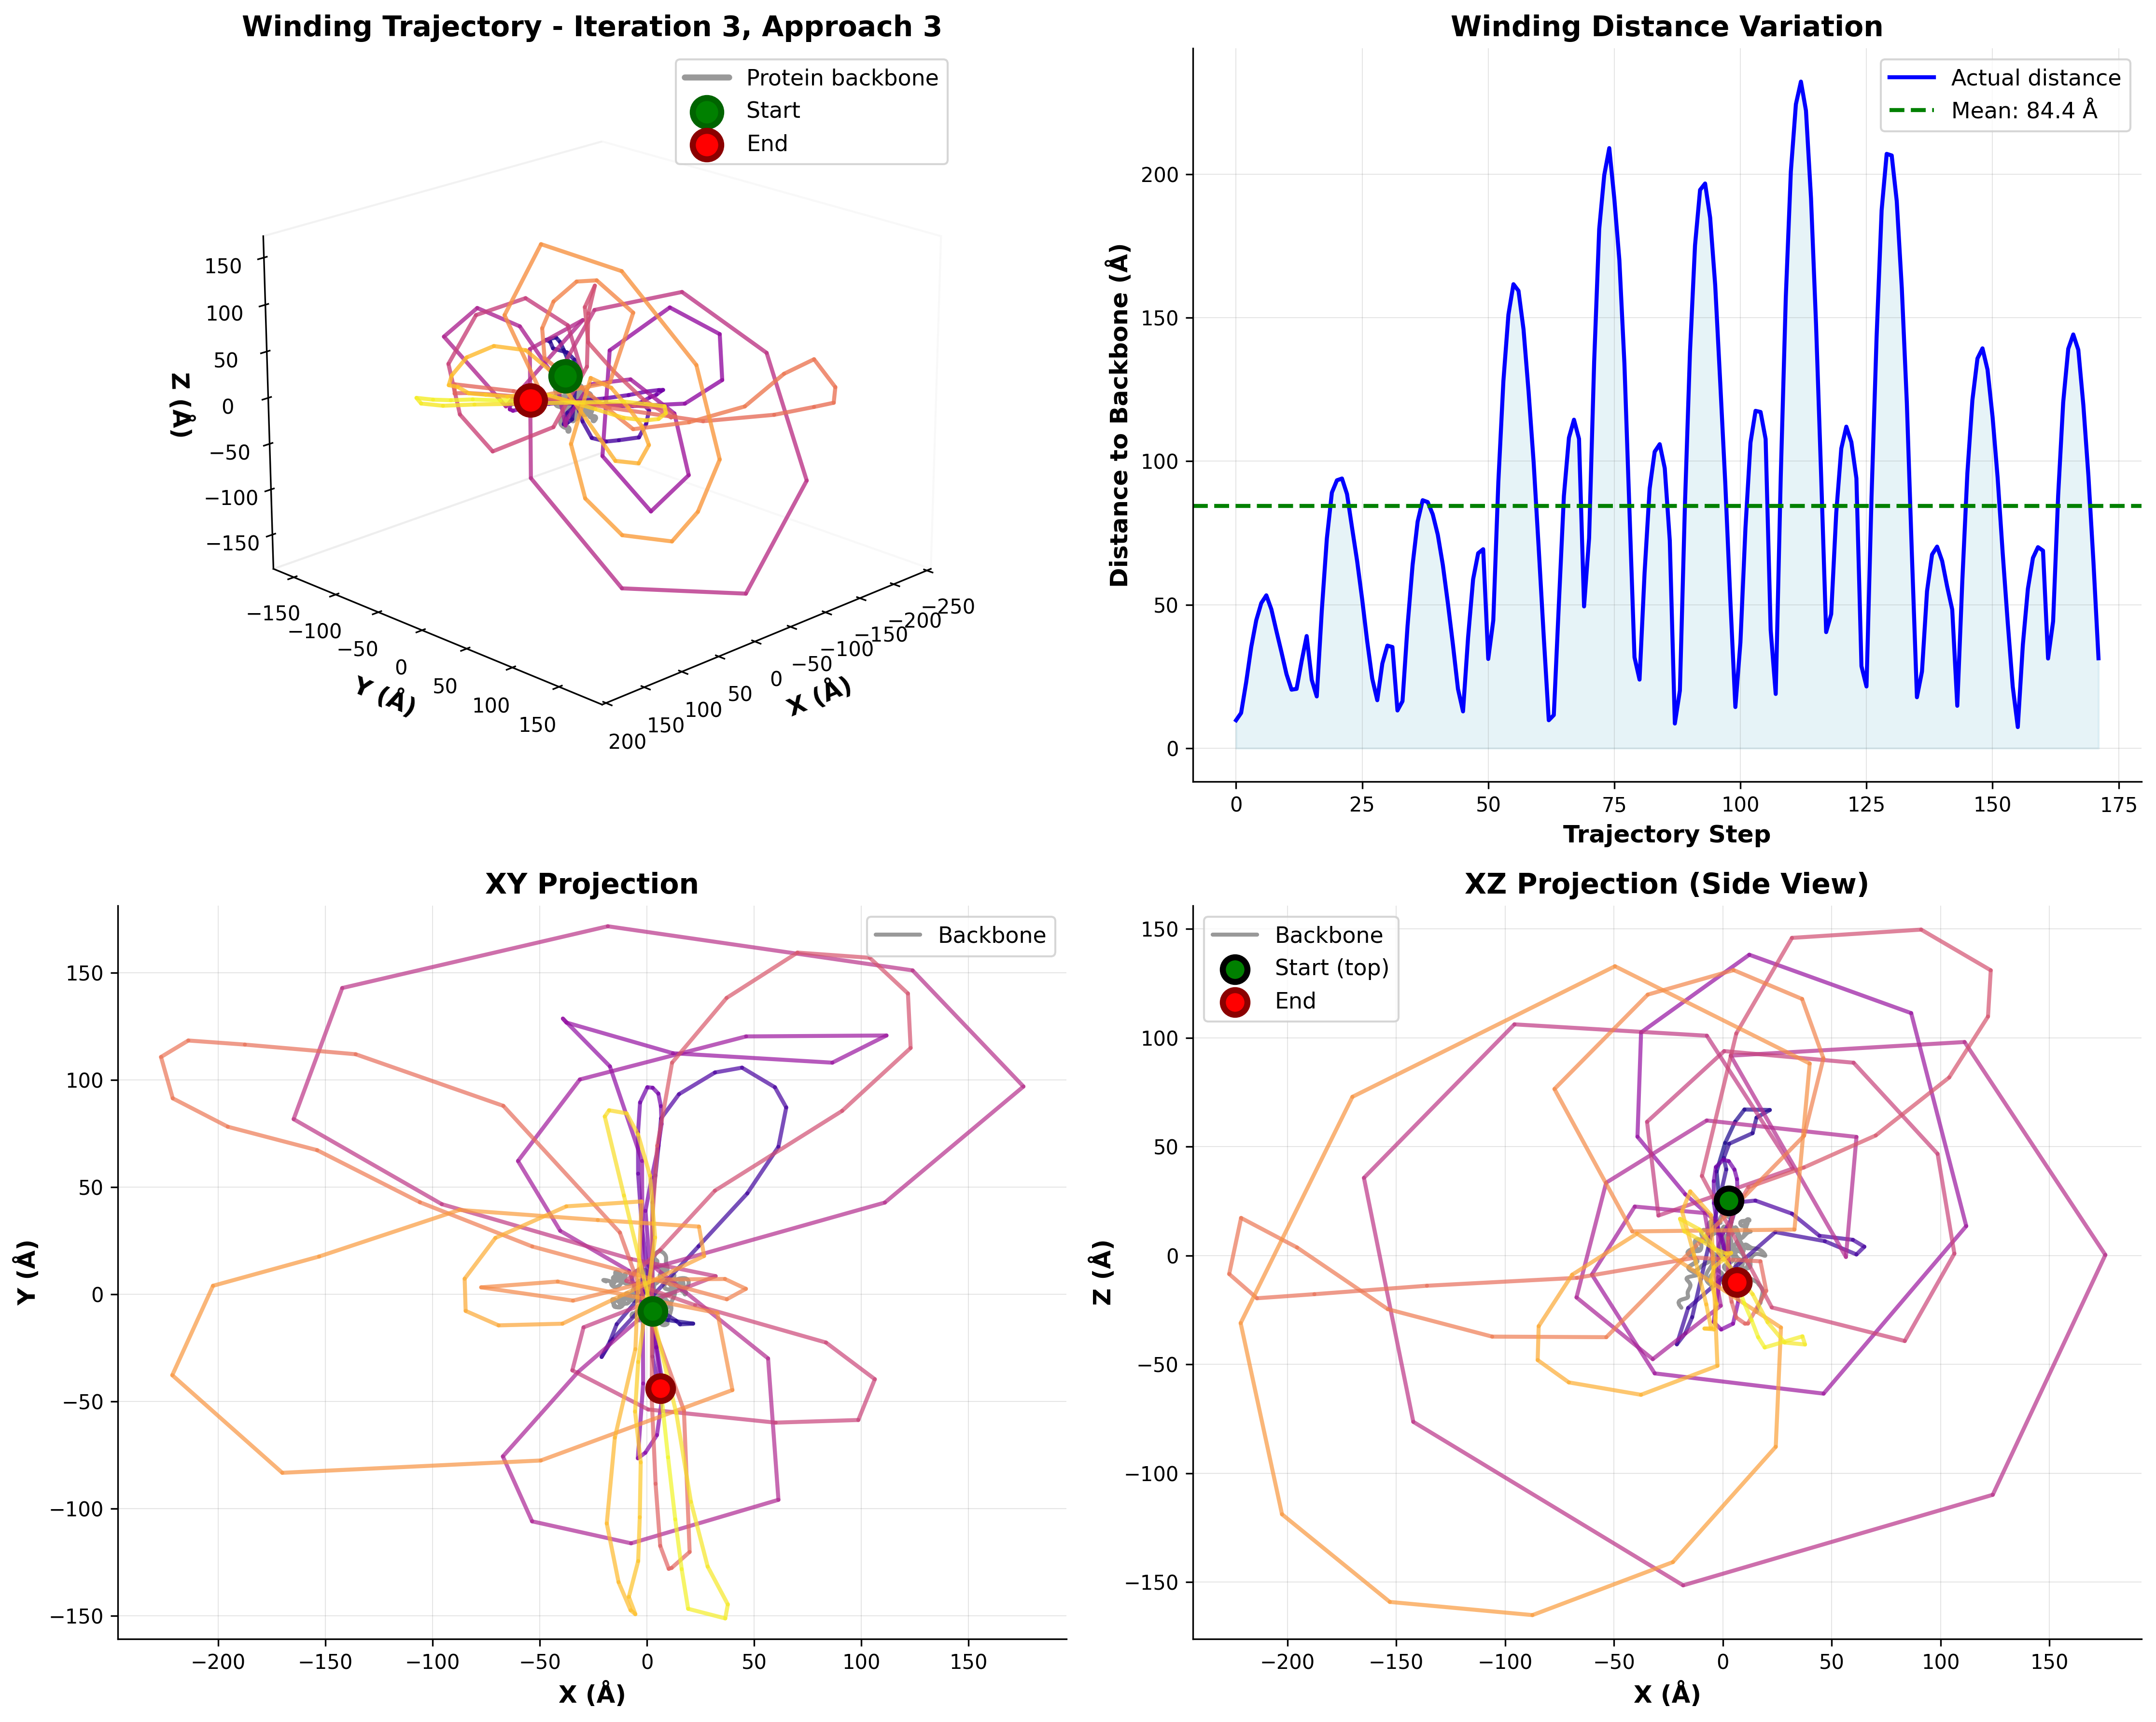 Winding Trajectory - Iteration 3, Approach 3
Protein backbone
Start
End
150
100
50
0
−50
−100
−150
Z (Å)
−150
−100
−50
0
50
100
150
Y (Å)
−250
−200
−150
−100
−50
0
50
100
150
200
X (Å)
Winding Distance Variation
Actual distance
Mean: 84.4 Å
200
150
100
50
0
Distance to Backbone (Å)
0 25 50 75 100 125 150 175
Trajectory Step
XY Projection
Backbone
150
100
50
0
−50
−100
−150
Y (Å)
−200 −150 −100 −50 0 50 100 150
X (Å)
XZ Projection (Side View)
Backbone
Start (top)
End
150
100
50
0
−50
−100
−150
Z (Å)
−200 −150 −100 −50 0 50 100 150
X (Å)